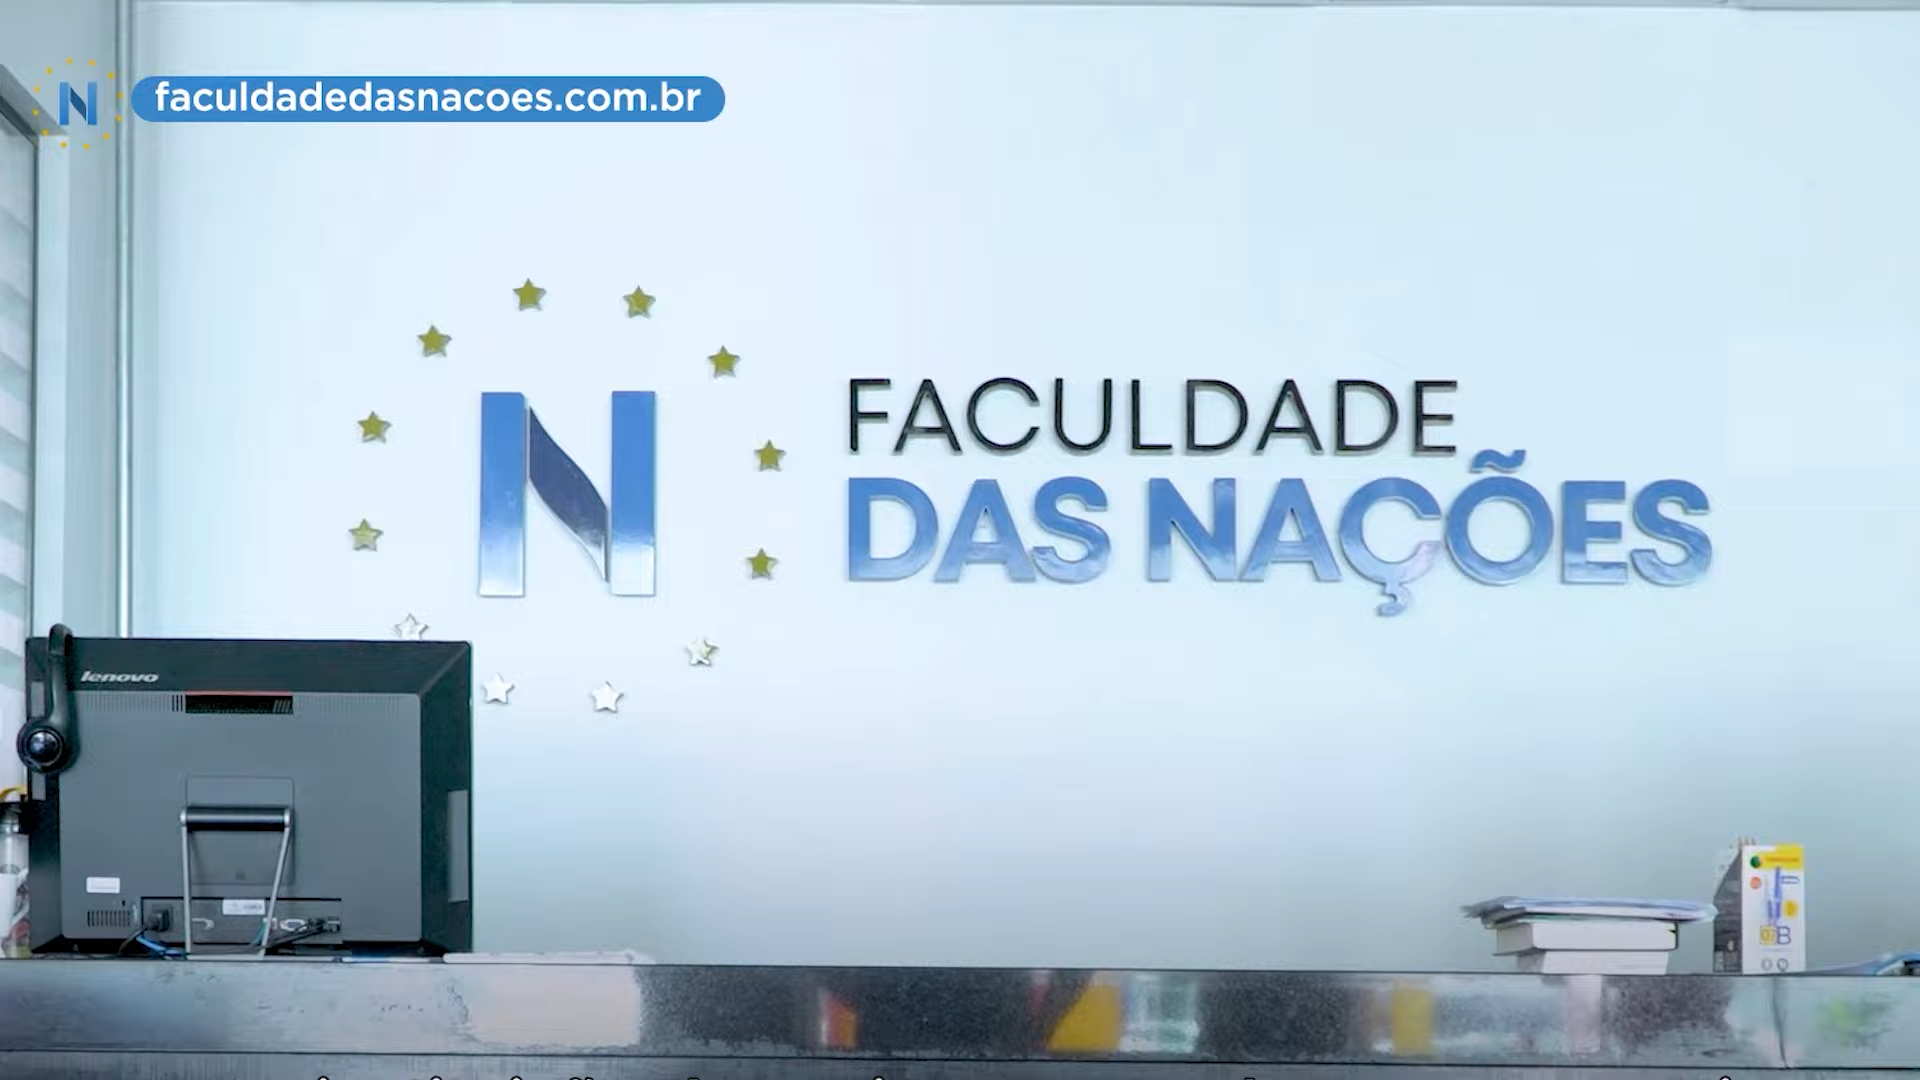 N
faculdadedasnacoes.com.br
N
FACULDADE
DAS NAÇÕES
lenovo